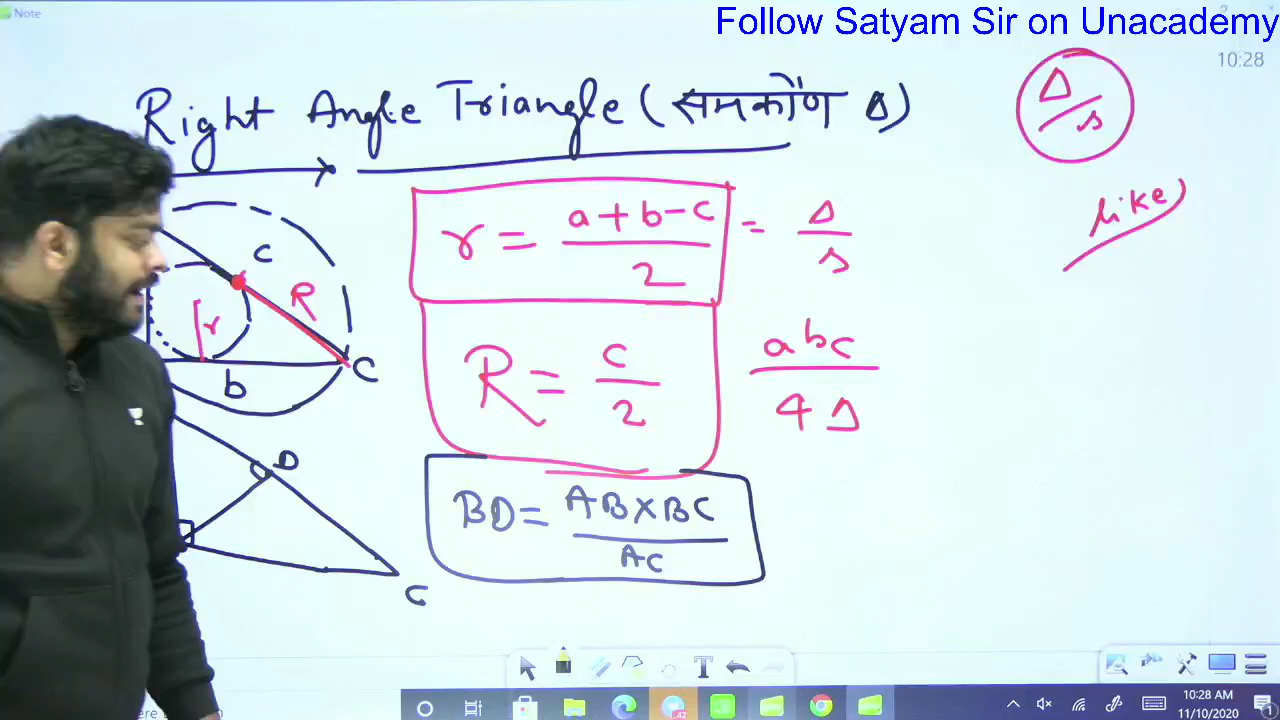 Note
Follow Satyam Sir on Unacademy
10:28
Right Angle Triangle (समकोण Δ)
Δ/s
like
r = a+b-c / 2 = Δ / s
c
R
r
b
C
R = c / 2
abc / 4Δ
D
BD = AB×BC / AC
C
10:28 AM
11/10/2020